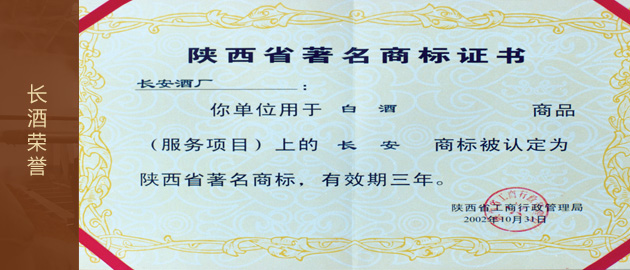 长酒荣誉
陕西省著名商标证书
长安酒厂：
你单位用于 白酒 商品
（服务项目）上的 长安 商标被认定为
陕西省著名商标，有效期三年。
陕西省工商行政管理局
2002年10月31日